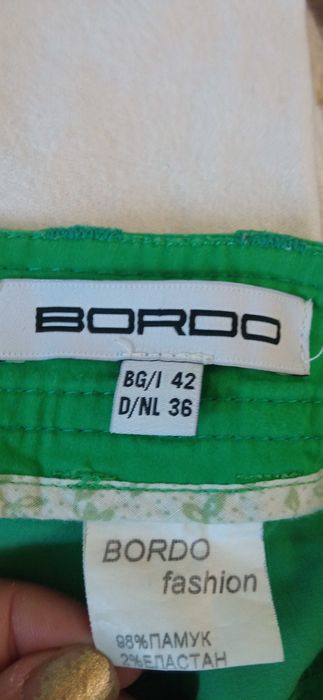 BORDO
BG/I 42
D/NL 36
BORDO
fashion
98%ПАМУК
2%ЕЛАСТАН